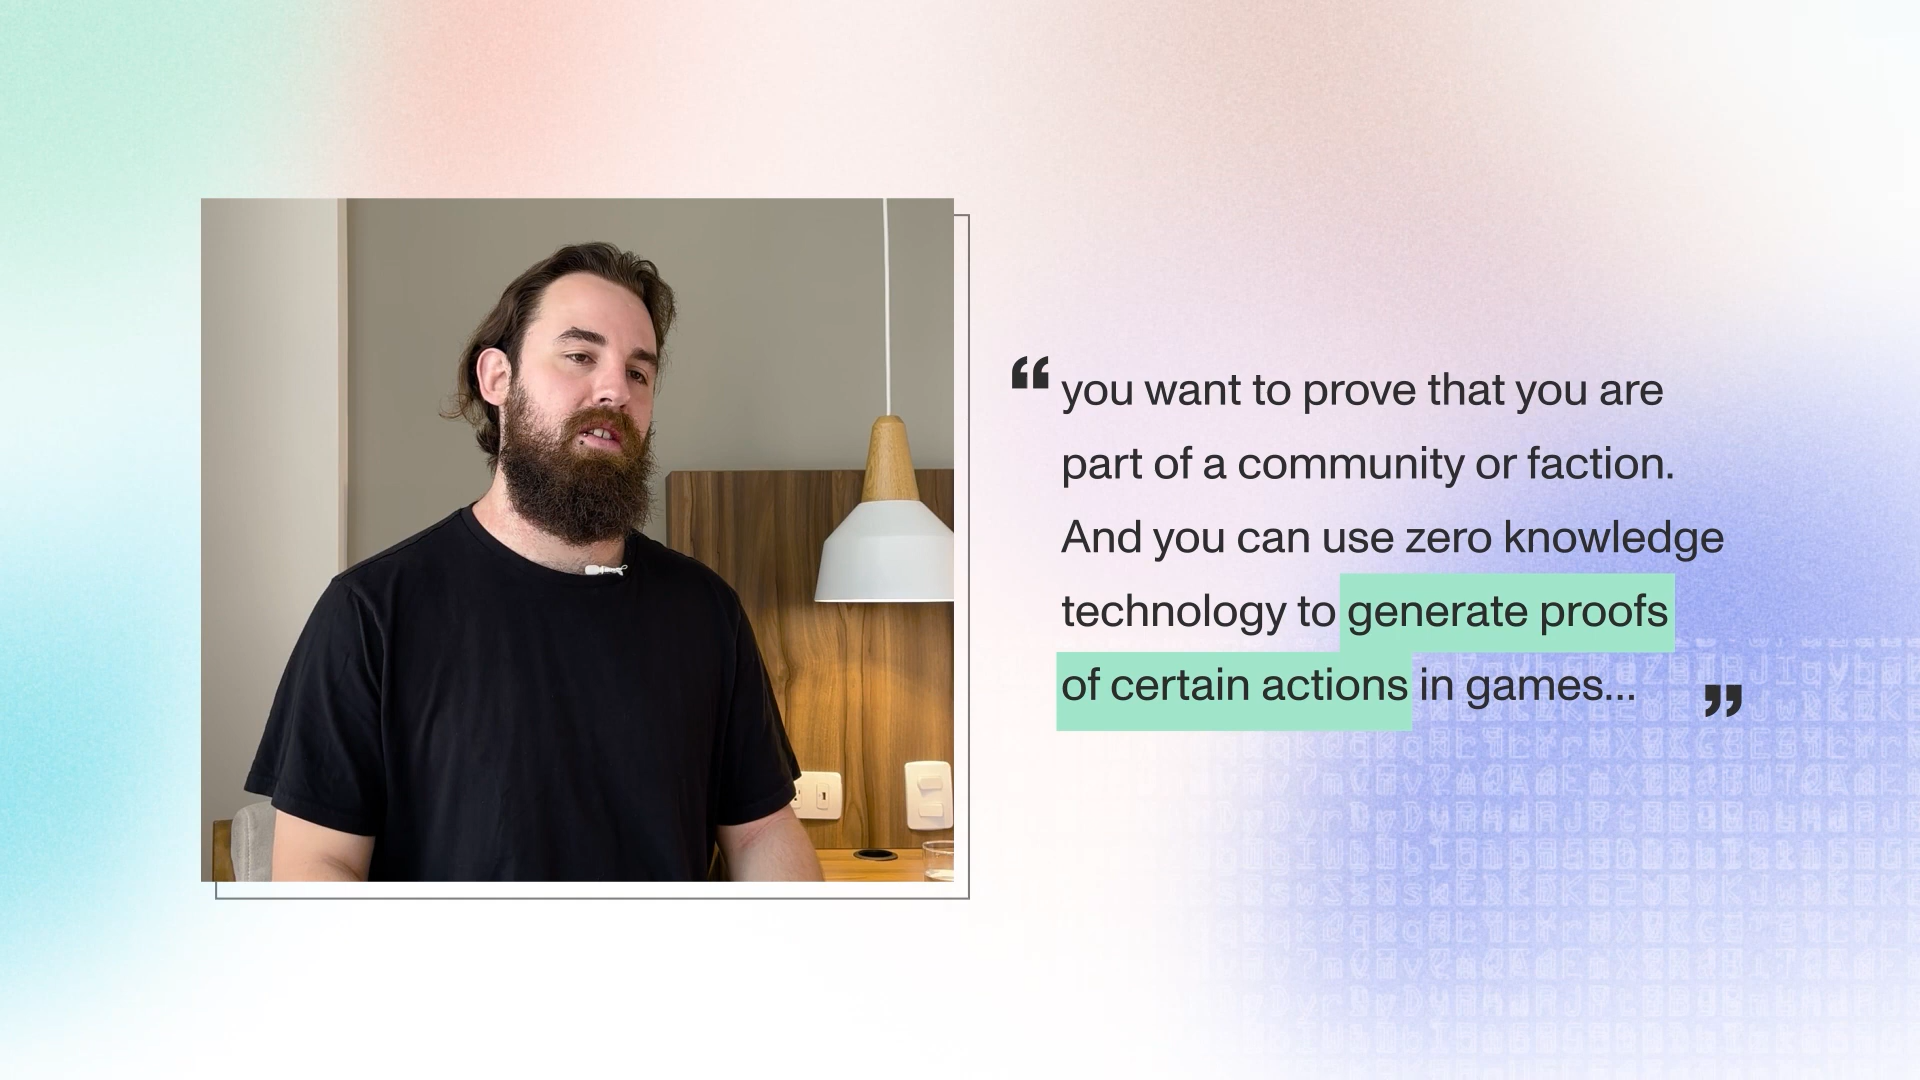 “ you want to prove that you are
part of a community or faction.
And you can use zero knowledge
technology to generate proofs
of certain actions in games... ”